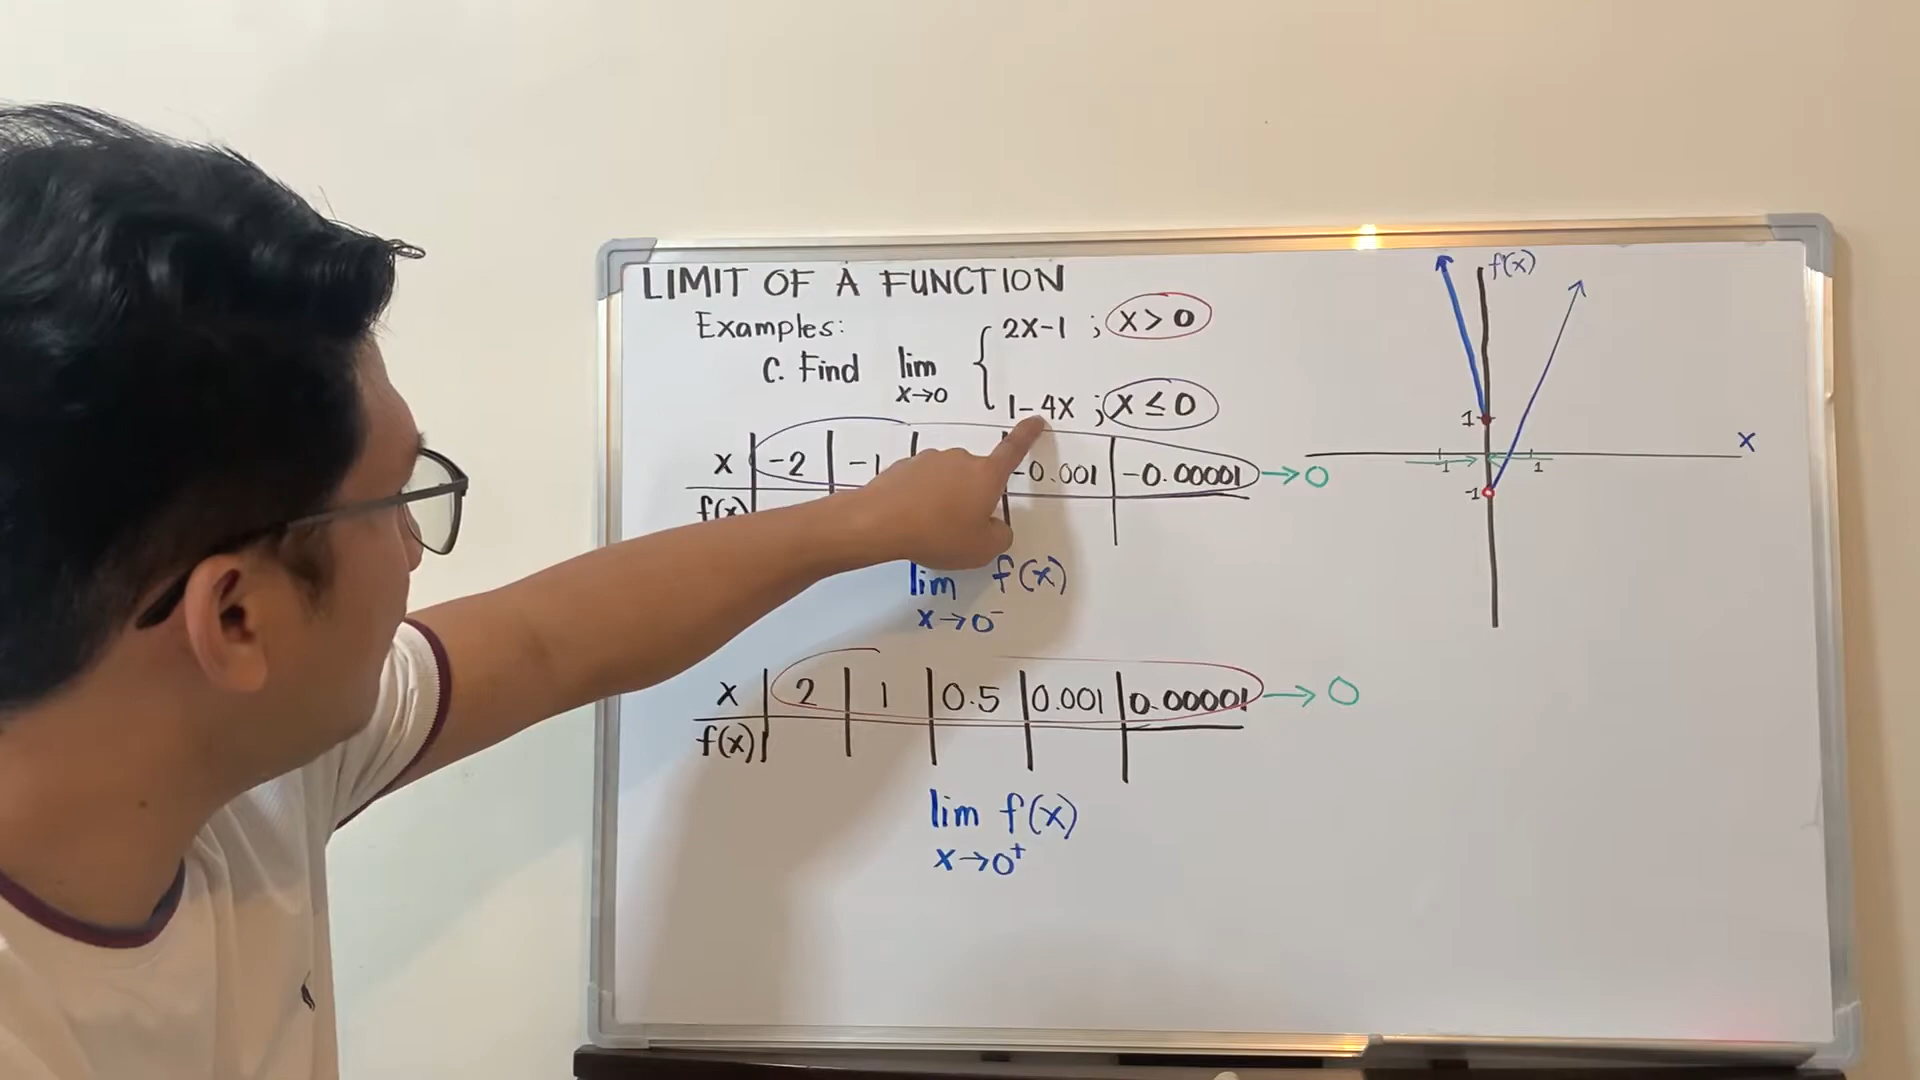 LIMIT OF A FUNCTION
Examples:
C. Find lim x→0 { 2x-1 ; x > 0
1-4x ; x ≤ 0
x -2 -1 -0.001 -0.00001 → 0
f(x)
lim f(x)
x→0⁻
x 2 1 0.5 0.001 0.00001 → 0
f(x)
lim f(x)
x→0⁺
f(x)
1
x
-1 1
-1